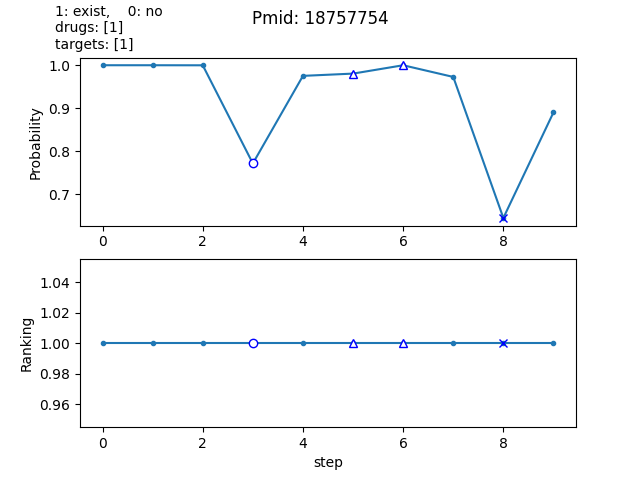 1: exist,    0: no
drugs: [1]
targets: [1]
Pmid: 18757754
1.0
0.9
0.8
0.7
Probability
0 2 4 6 8
1.04
1.02
1.00
0.98
0.96
Ranking
0 2 4 6 8
step